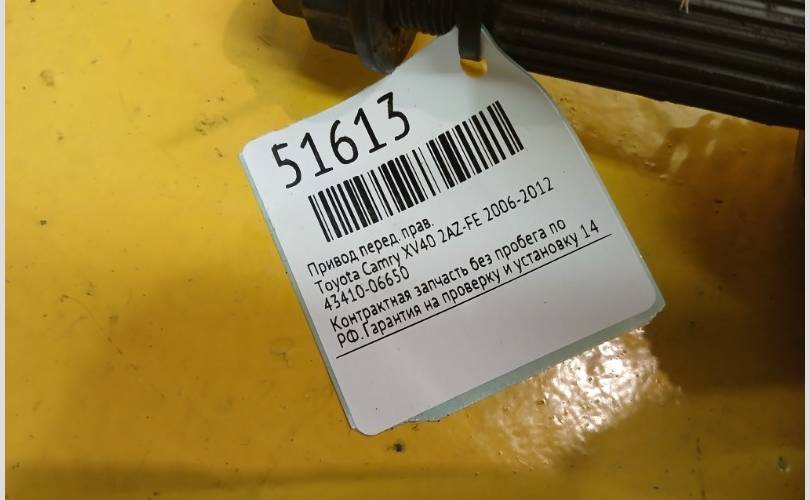 51613
Привод перед. прав.
Toyota Camry XV40 2AZ-FE 2006-2012
43410-06650
Контрактная запчасть без пробега по
РФ.Гарантия на проверку и установку 14